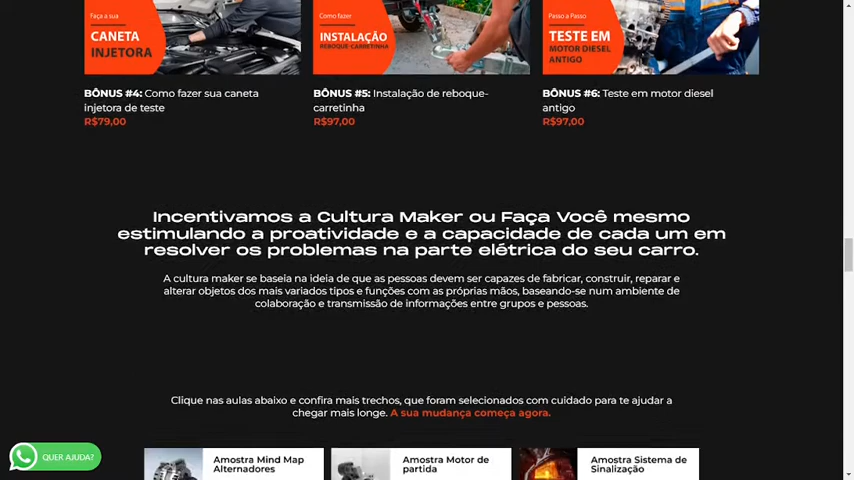 Faça a sua
CANETA
INJETORA
Como fazer
INSTALAÇÃO
REBOQUE-CARRETINHA
Passo a Passo
TESTE EM
MOTOR DIESEL
ANTIGO
BÔNUS #4: Como fazer sua caneta
injetora de teste
R$79,00
BÔNUS #5: Instalação de reboque-
carretinha
R$97,00
BÔNUS #6: Teste em motor diesel
antigo
R$97,00
Incentivamos a Cultura Maker ou Faça Você mesmo
estimulando a proatividade e a capacidade de cada um em
resolver os problemas na parte elétrica do seu carro.
A cultura maker se baseia na ideia de que as pessoas devem ser capazes de fabricar, construir, reparar e
alterar objetos dos mais variados tipos e funções com as próprias mãos, baseando-se num ambiente de
colaboração e transmissão de informações entre grupos e pessoas.
Clique nas aulas abaixo e confira mais trechos, que foram selecionados com cuidado para te ajudar a
chegar mais longe. A sua mudança começa agora.
QUER AJUDA?
Amostra Mind Map
Alternadores
Amostra Motor de
partida
Amostra Sistema de
Sinalização